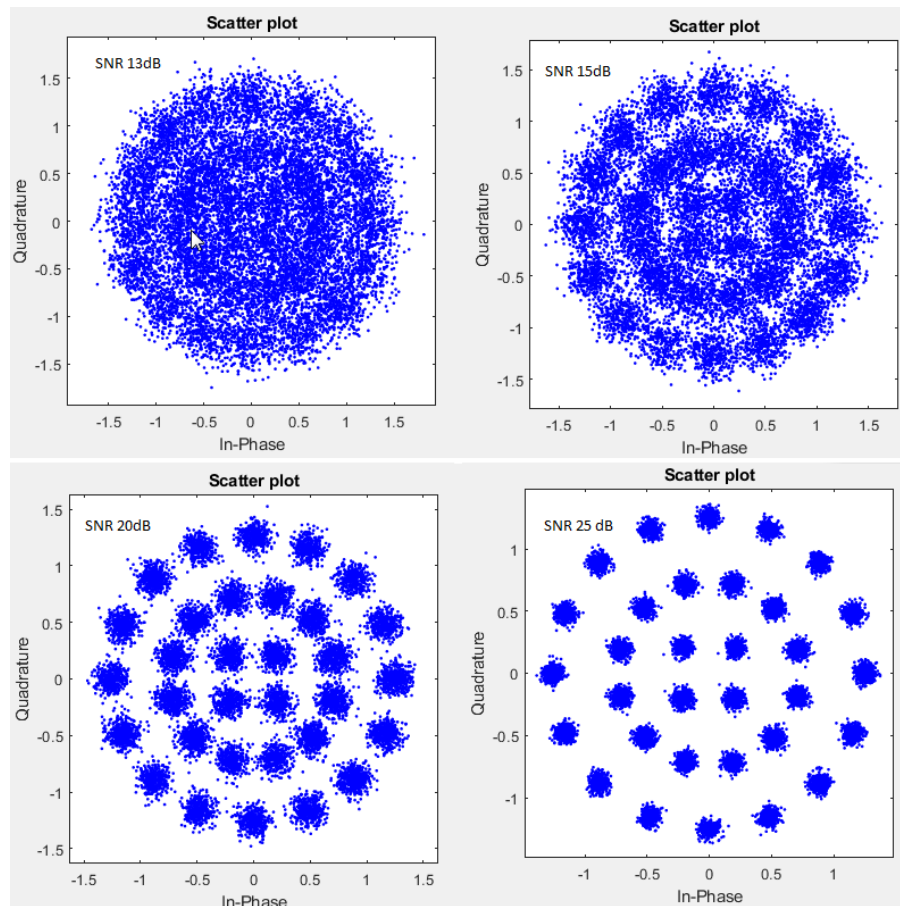 Scatter plot
SNR 13dB
1.5
1
0.5
0
-0.5
-1
-1.5
Quadrature
-1.5 -1 -0.5 0 0.5 1 1.5
In-Phase
Scatter plot
SNR 15dB
1.5
1
0.5
0
-0.5
-1
-1.5
Quadrature
-1.5 -1 -0.5 0 0.5 1 1.5
In-Phase
Scatter plot
SNR 20dB
1.5
1
0.5
0
-0.5
-1
-1.5
Quadrature
-1.5 -1 -0.5 0 0.5 1 1.5
In-Phase
Scatter plot
SNR 25 dB
1
0.5
0
-0.5
-1
Quadrature
-1 -0.5 0 0.5 1
In-Phase